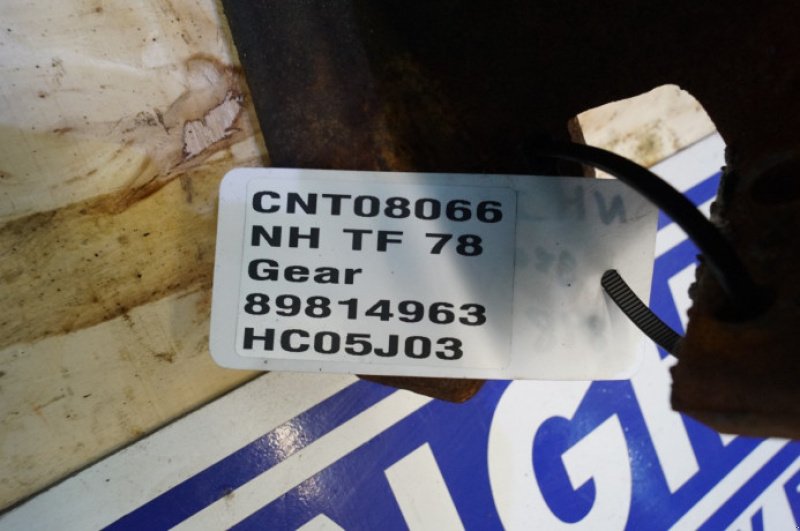 CNT08066
NH TF 78
Gear
89814963
HC05J03